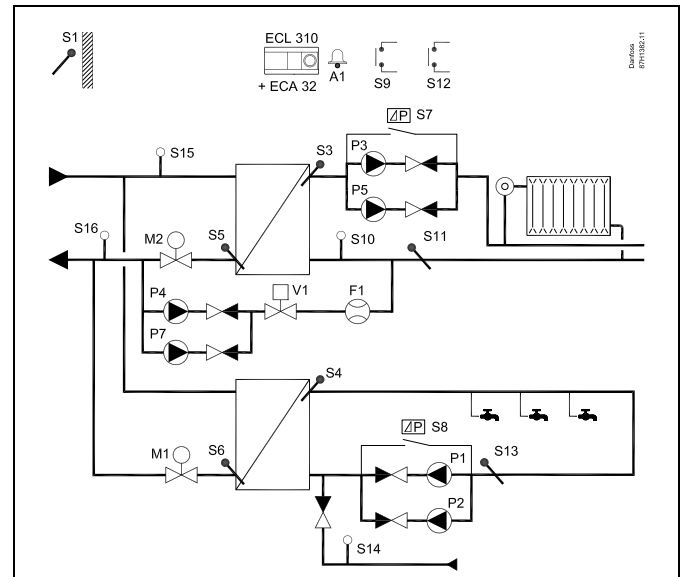 S1
ECL 310
+ ECA 32
A1
S9
S12
Danfoss
87H1382.11
S7
P
P3
P5
S3
S15
S16
M2
S5
S10
S11
P4
V1
F1
P7
S4
P
S8
S13
M1
S6
P1
P2
S14